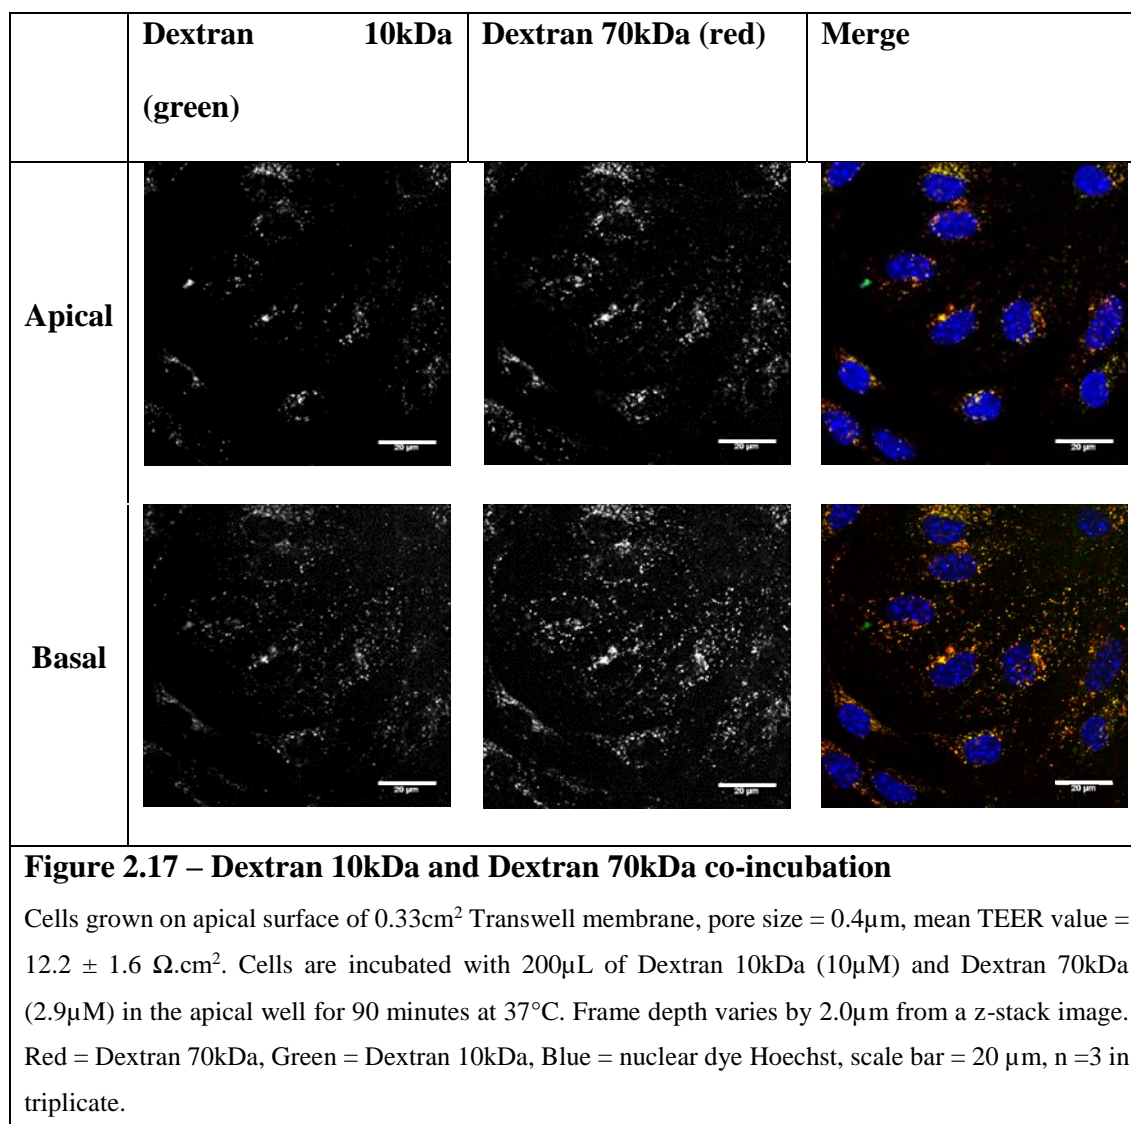 Dextran 10kDa (green)
Dextran 70kDa (red)
Merge
Apical
20 µm
20 µm
20 µm
Basal
20 µm
20 µm
20 µm
Figure 2.17 – Dextran 10kDa and Dextran 70kDa co-incubation
Cells grown on apical surface of 0.33cm² Transwell membrane, pore size = 0.4µm, mean TEER value =
12.2 ± 1.6 Ω.cm². Cells are incubated with 200µL of Dextran 10kDa (10µM) and Dextran 70kDa
(2.9µM) in the apical well for 90 minutes at 37°C. Frame depth varies by 2.0µm from a z-stack image.
Red = Dextran 70kDa, Green = Dextran 10kDa, Blue = nuclear dye Hoechst, scale bar = 20 µm, n =3 in
triplicate.